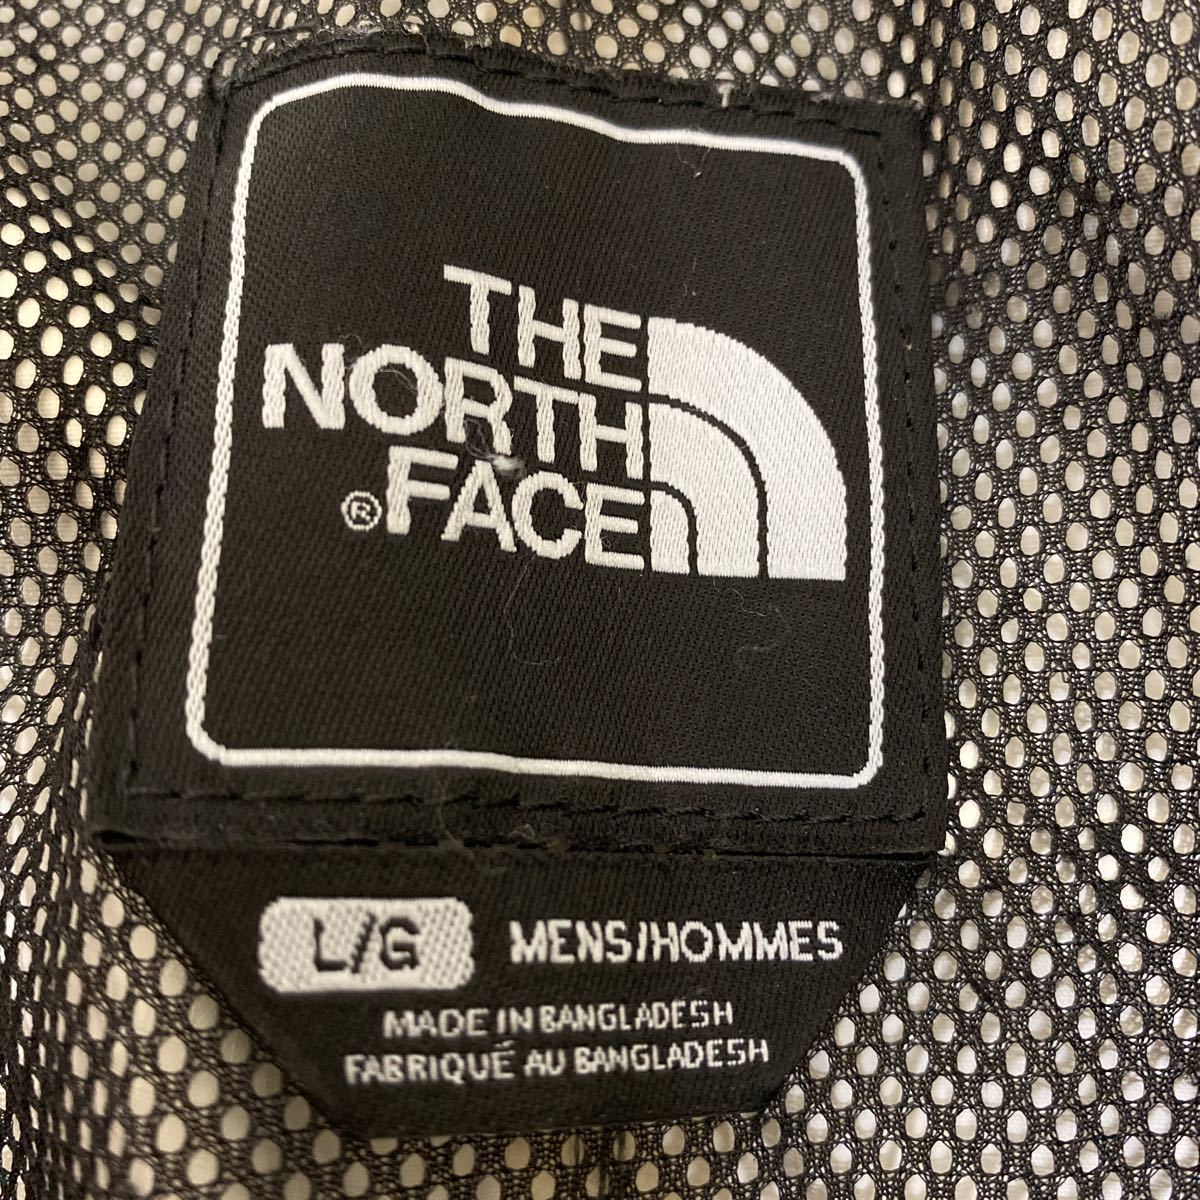 THE
NORTH
® FACE
L/G MENS/HOMMES
MADE IN BANGLADESH
FABRIQUÉ AU BANGLADESH